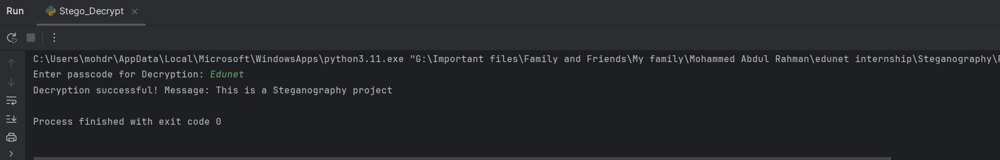 Run Stego_Decrypt
C:\Users\mohdr\AppData\Local\Microsoft\WindowsApps\python3.11.exe "G:\Important files\Family and Friends\My family\Mohammed Abdul Rahman\edunet internship\Steganography\
Enter passcode for Decryption: Edunet
Decryption successful! Message: This is a Steganography project
Process finished with exit code 0